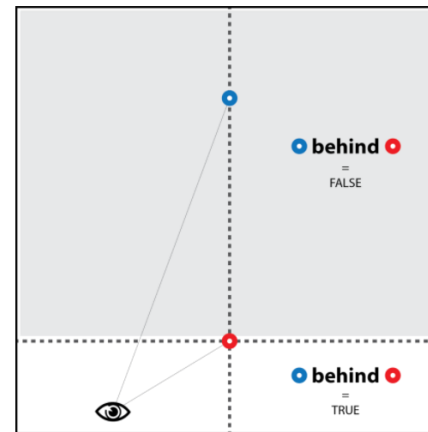 behind
=
FALSE
behind
=
TRUE